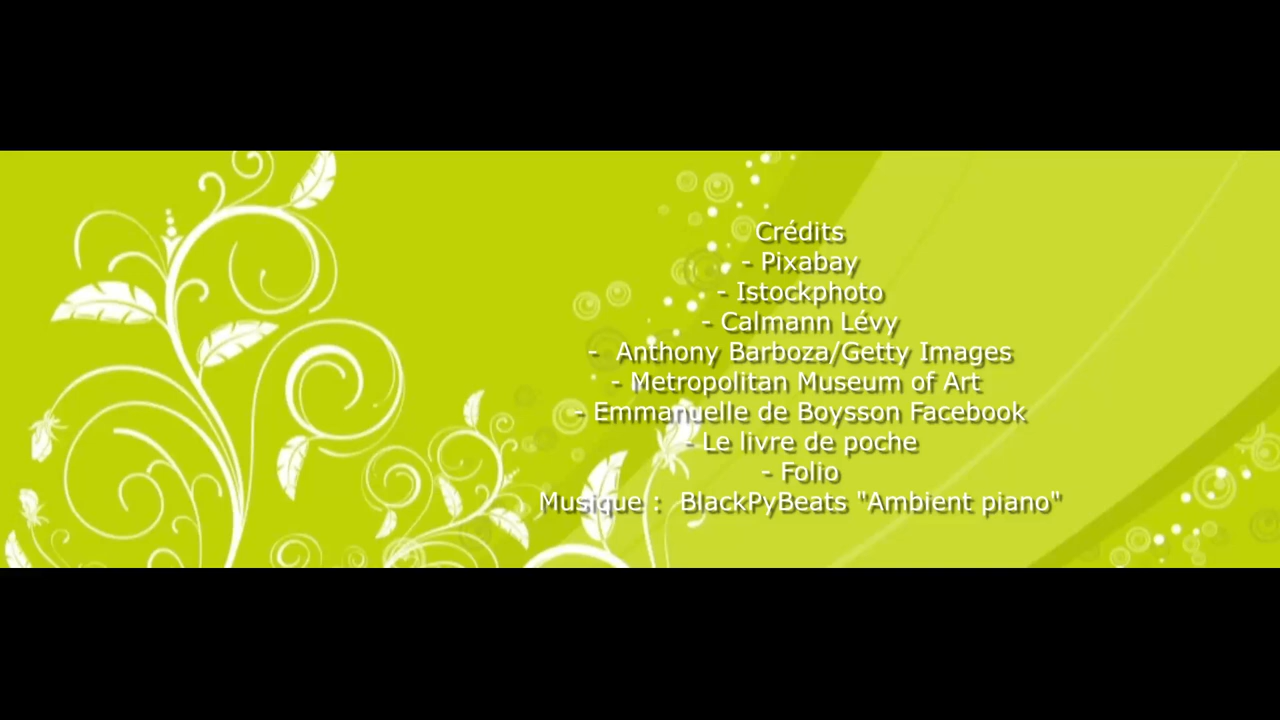 Crédits
- Pixabay
- Istockphoto
- Calmann Lévy
- Anthony Barboza/Getty Images
- Metropolitan Museum of Art
- Emmanuelle de Boysson Facebook
- Le livre de poche
- Folio
Musique : BlackPyBeats "Ambient piano"